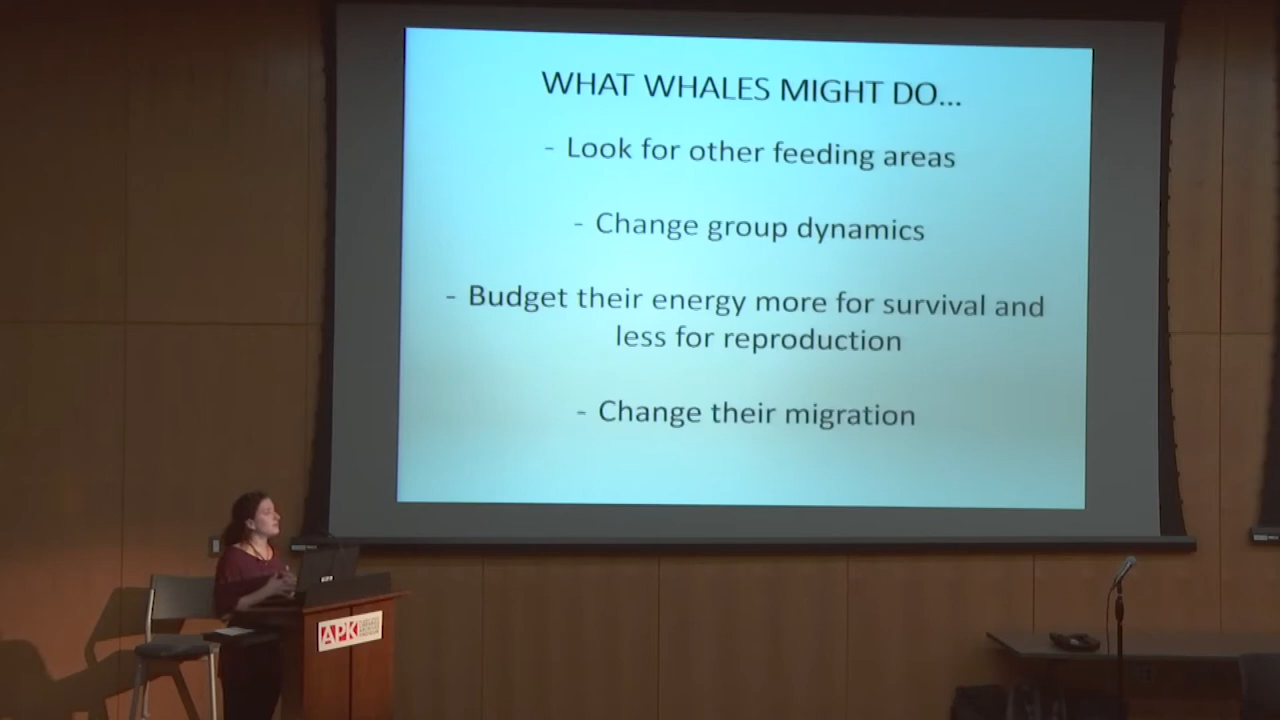 WHAT WHALES MIGHT DO...
- Look for other feeding areas
- Change group dynamics
- Budget their energy more for survival and
less for reproduction
- Change their migration
APK